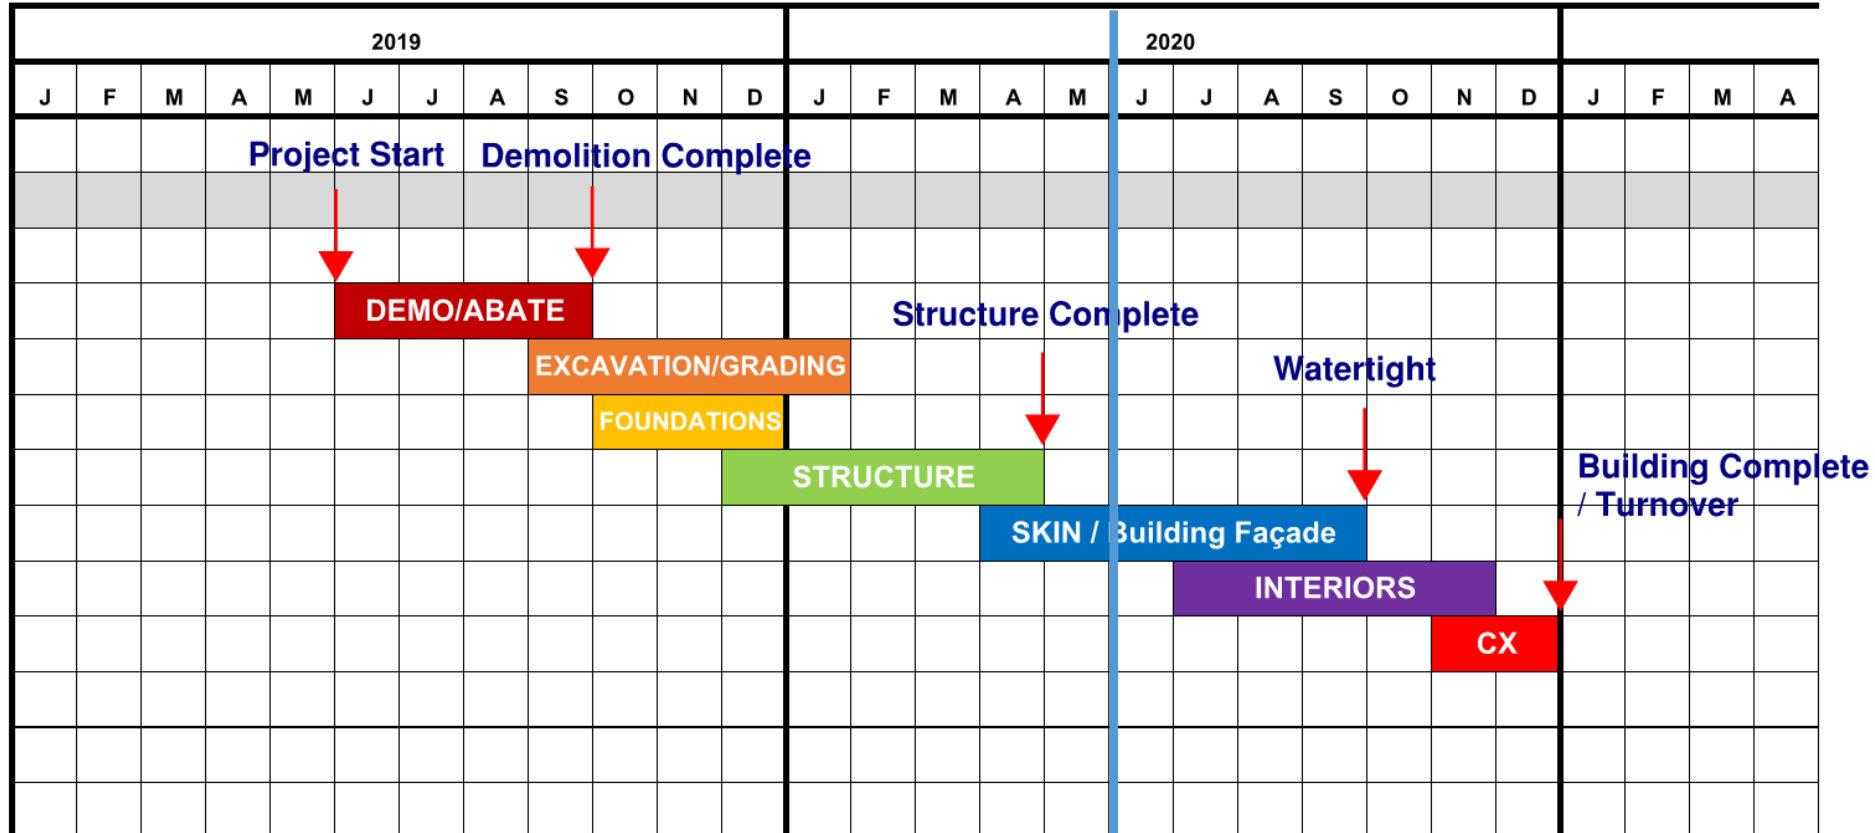 2019 2020
J F M A M J J A S O N D J F M A M J J A S O N D J F M A
Project Start Demolition Complete
DEMO/ABATE
Structure Complete
EXCAVATION/GRADING
Watertight
FOUNDATIONS
STRUCTURE
Building Complete
/ Turnover
SKIN / Building Façade
INTERIORS
CX